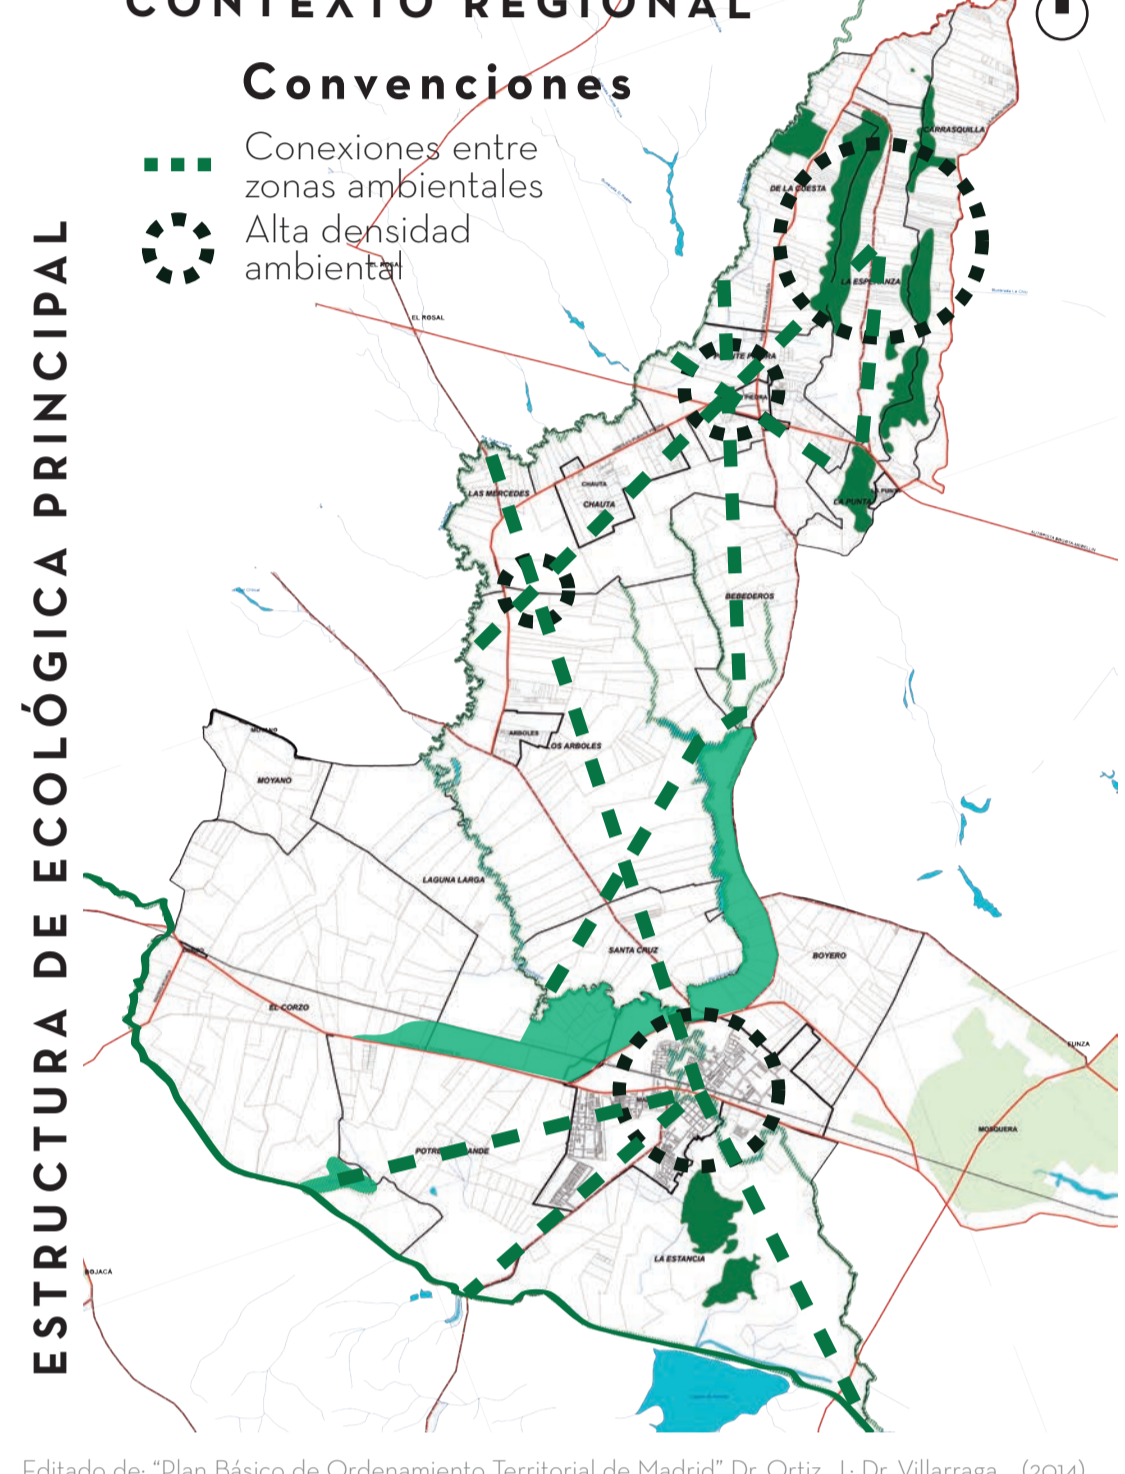 CONTEXTO REGIONAL
Convenciones
Conexiones entre
zonas ambientales
Alta densidad
ambiental
ESTRUCTURA DE ECOLÓGICA PRINCIPAL
CARRASQUILLA
DE LA CUESTA
LA ESPERANZA
EL ROSAL
PIEDRA
LAS MERCEDES
CHAUTA
CHAUTA
LA PUNTA
LA PUNTA
BEBEDEROS
ARBOLES
LOS ARBOLES
MOYANO
MOYANO
LAGUNA LARGA
SANTA CRUZ
BOYERO
EL CORZO
FUNZA
MOSQUERA
LA ESTANCIA
BOJACÁ
Editado de: "Plan Básico de Ordenamiento Territorial de Madrid" Dr. Ortiz, J.; Dr. Villarraga, . (2014)